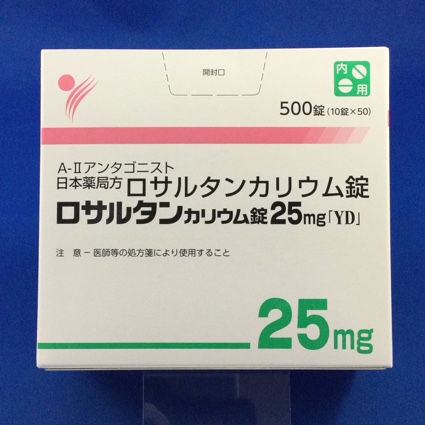 開封口
内用
500錠(10錠×50)
A-Ⅱアンタゴニスト
日本薬局方 ロサルタンカリウム錠
ロサルタンカリウム錠25mg「YD」
注 意 − 医師等の処方箋により使用すること
25mg